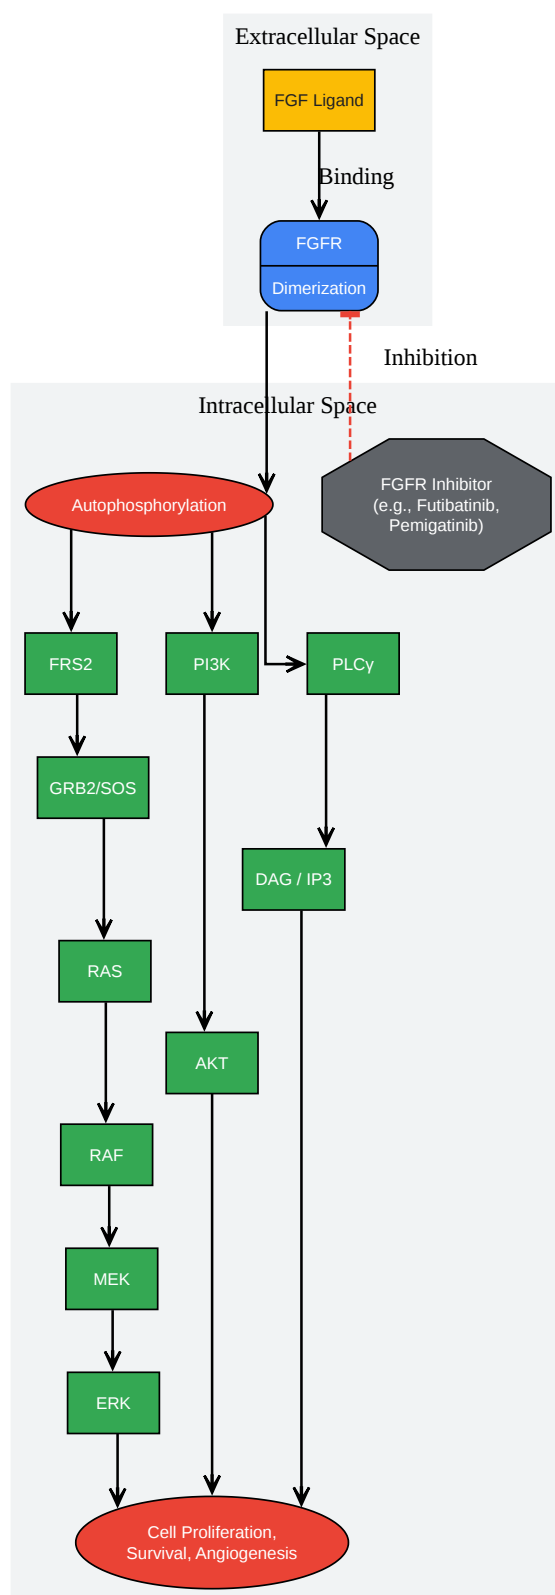 Extracellular Space
FGF Ligand
Binding
FGFR
Dimerization
Inhibition
Intracellular Space
FGFR Inhibitor
(e.g., Futibatinib,
Pemigatinib)
Autophosphorylation
FRS2
PI3K
PLCγ
GRB2/SOS
DAG / IP3
RAS
AKT
RAF
MEK
ERK
Cell Proliferation,
Survival, Angiogenesis